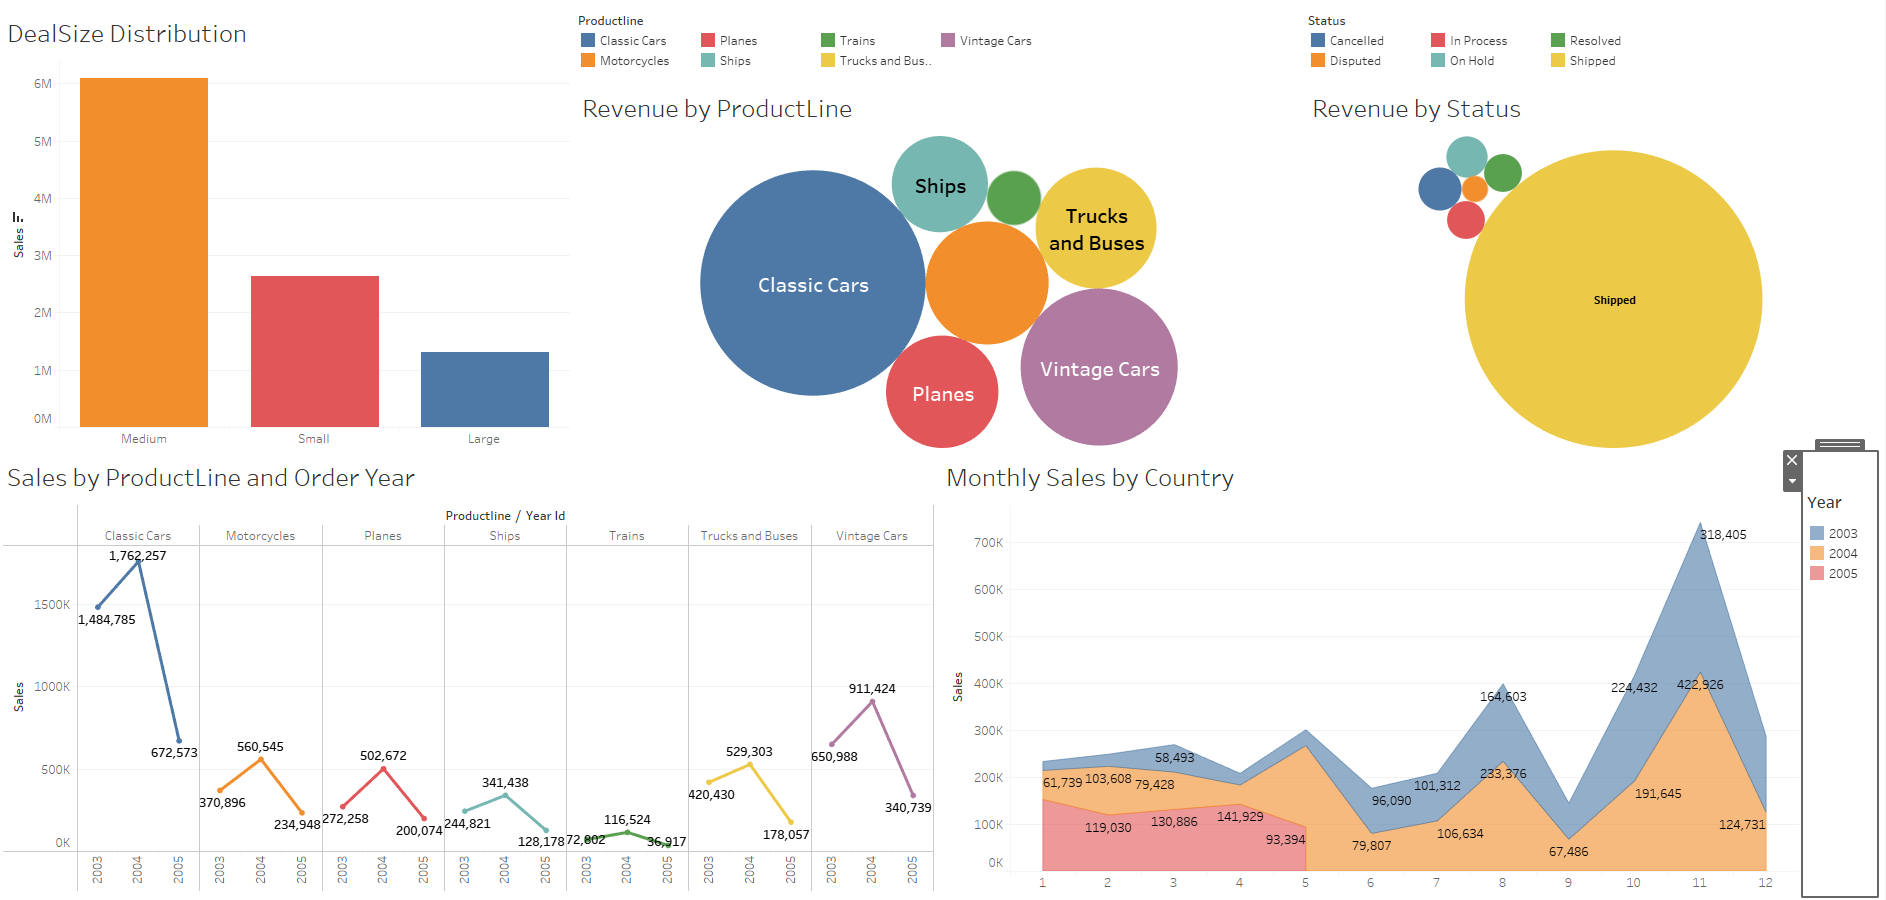 DealSize Distribution
6M
5M
4M
3M
2M
1M
0M
Sales
Medium
Small
Large
Productline
Classic Cars
Planes
Trains
Vintage Cars
Motorcycles
Ships
Trucks and Bus..
Revenue by ProductLine
Ships
Trucks
and Buses
Classic Cars
Vintage Cars
Planes
Status
Cancelled
In Process
Resolved
Disputed
On Hold
Shipped
Revenue by Status
Shipped
Sales by ProductLine and Order Year
Productline / Year Id
Classic Cars
Motorcycles
Planes
Ships
Trains
Trucks and Buses
Vintage Cars
1500K
1000K
500K
0K
Sales
1,762,257
1,484,785
672,573
560,545
370,896
234,948
502,672
272,258
200,074
341,438
244,821
128,178
116,524
72,802
36,917
529,303
420,430
178,057
911,424
650,988
340,739
2003
2004
2005
2003
2004
2005
2003
2004
2005
2003
2004
2005
2003
2004
2005
2003
2004
2005
2003
2004
2005
Monthly Sales by Country
700K
600K
500K
400K
300K
200K
100K
0K
Sales
318,405
164,603
224,432
422,926
58,493
61,739
103,608
79,428
233,376
101,312
96,090
191,645
119,030
130,886
141,929
93,394
106,634
124,731
79,807
67,486
1
2
3
4
5
6
7
8
9
10
11
12
Year
2003
2004
2005